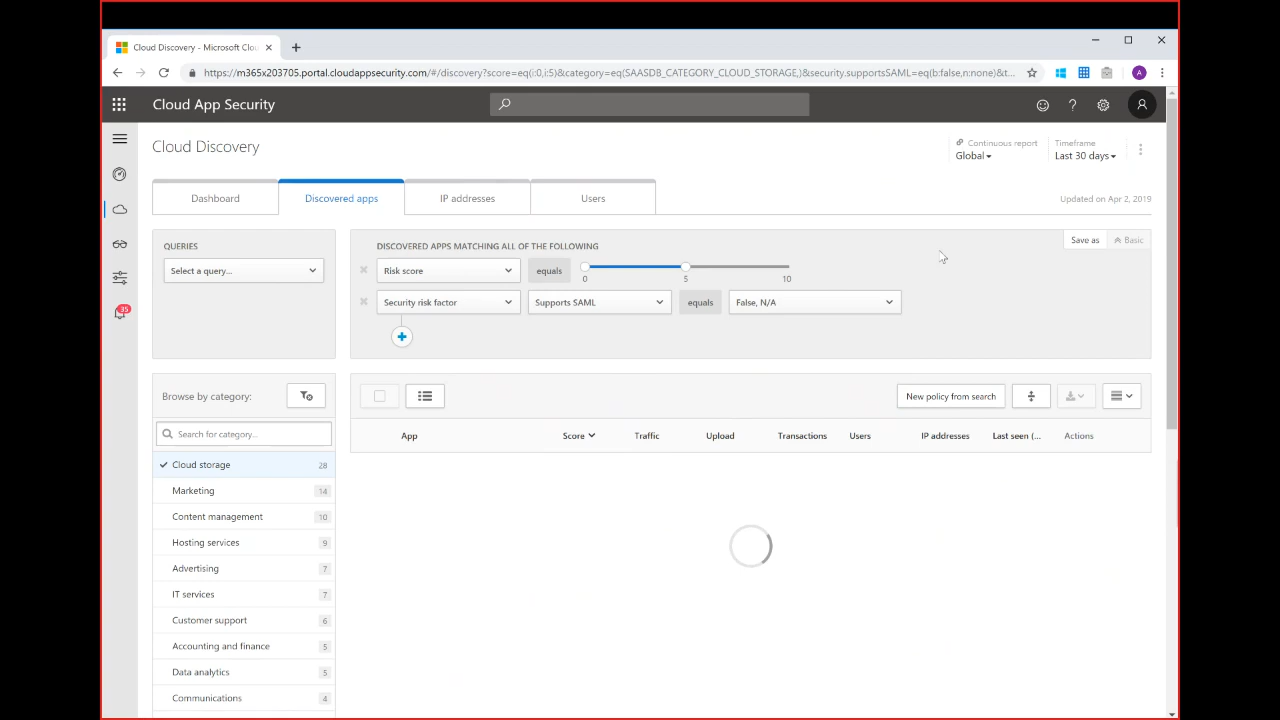 Cloud Discovery - Microsoft Clou
https://m365x203705.portal.cloudappsecurity.com/#/discovery?score=eq(i:0,i:5)&category=eq(SAASDB_CATEGORY_CLOUD_STORAGE,)&security.supportsSAML=eq(b:false,n:none)&t...
A
Cloud App Security
?
Cloud Discovery
Continuous report
Global
Timeframe
Last 30 days
Dashboard
Discovered apps
IP addresses
Users
Updated on Apr 2, 2019
QUERIES
Select a query...
DISCOVERED APPS MATCHING ALL OF THE FOLLOWING
Save as
Basic
Risk score
equals
0
5
10
Security risk factor
Supports SAML
equals
False, N/A
35
Browse by category:
New policy from search
Search for category...
App
Score
Traffic
Upload
Transactions
Users
IP addresses
Last seen (...
Actions
Cloud storage 28
Marketing 14
Content management 10
Hosting services 9
Advertising 7
IT services 7
Customer support 6
Accounting and finance 5
Data analytics 5
Communications 4